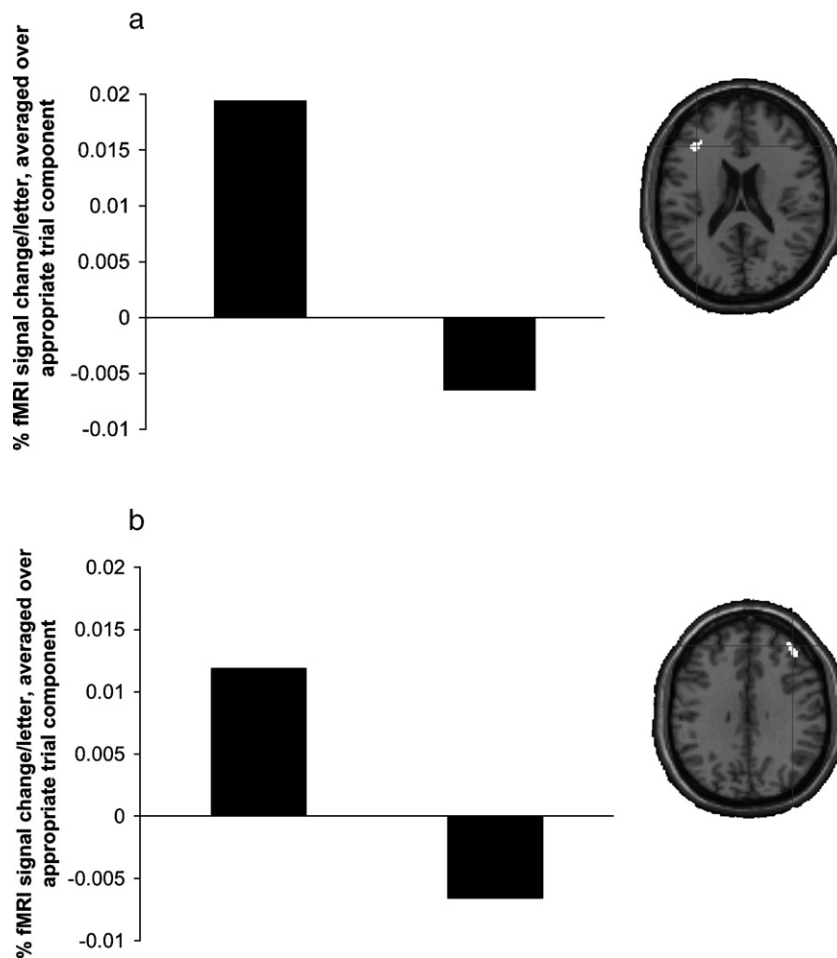 a
% fMRI signal change/letter, averaged over
appropriate trial component
0.02
0.015
0.01
0.005
0
-0.005
-0.01
b
% fMRI signal change/letter, averaged over
appropriate trial component
0.02
0.015
0.01
0.005
0
-0.005
-0.01